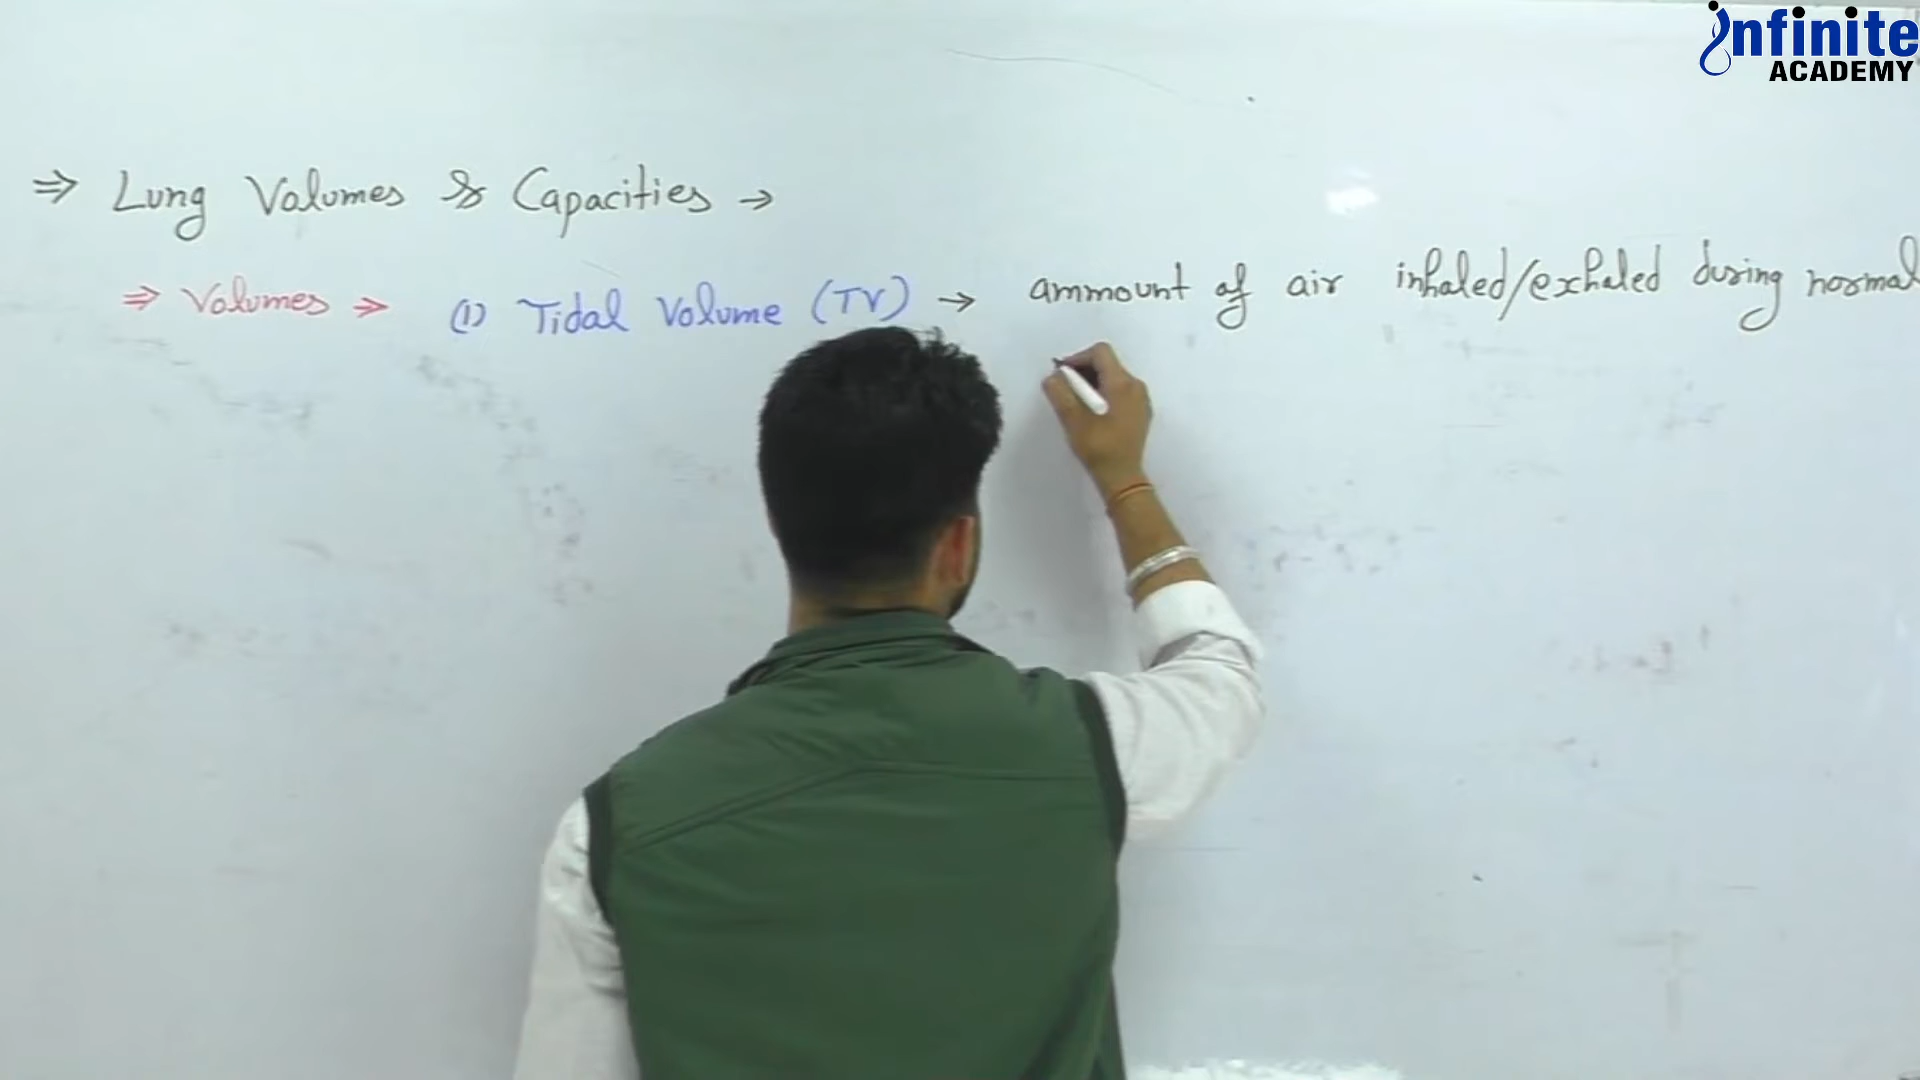 infinite
ACADEMY
⇒ Lung Volumes & Capacities →
⇒ Volumes → (1) Tidal Volume (TV) → ammount of air inhaled/exhaled during normal